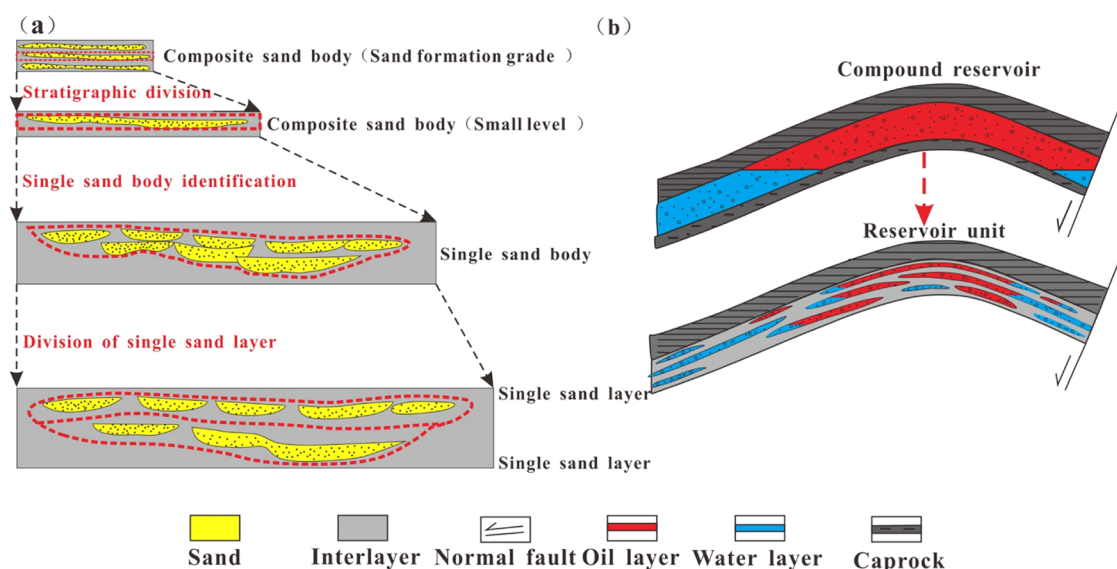 (a)
Composite sand body（Sand formation grade ）
Stratigraphic division
Composite sand body（Small level）
Single sand body identification
Single sand body
Division of single sand layer
Single sand layer
Single sand layer
(b)
Compound reservoir
Reservoir unit
Sand
Interlayer
Normal fault
Oil layer
Water layer
Caprock